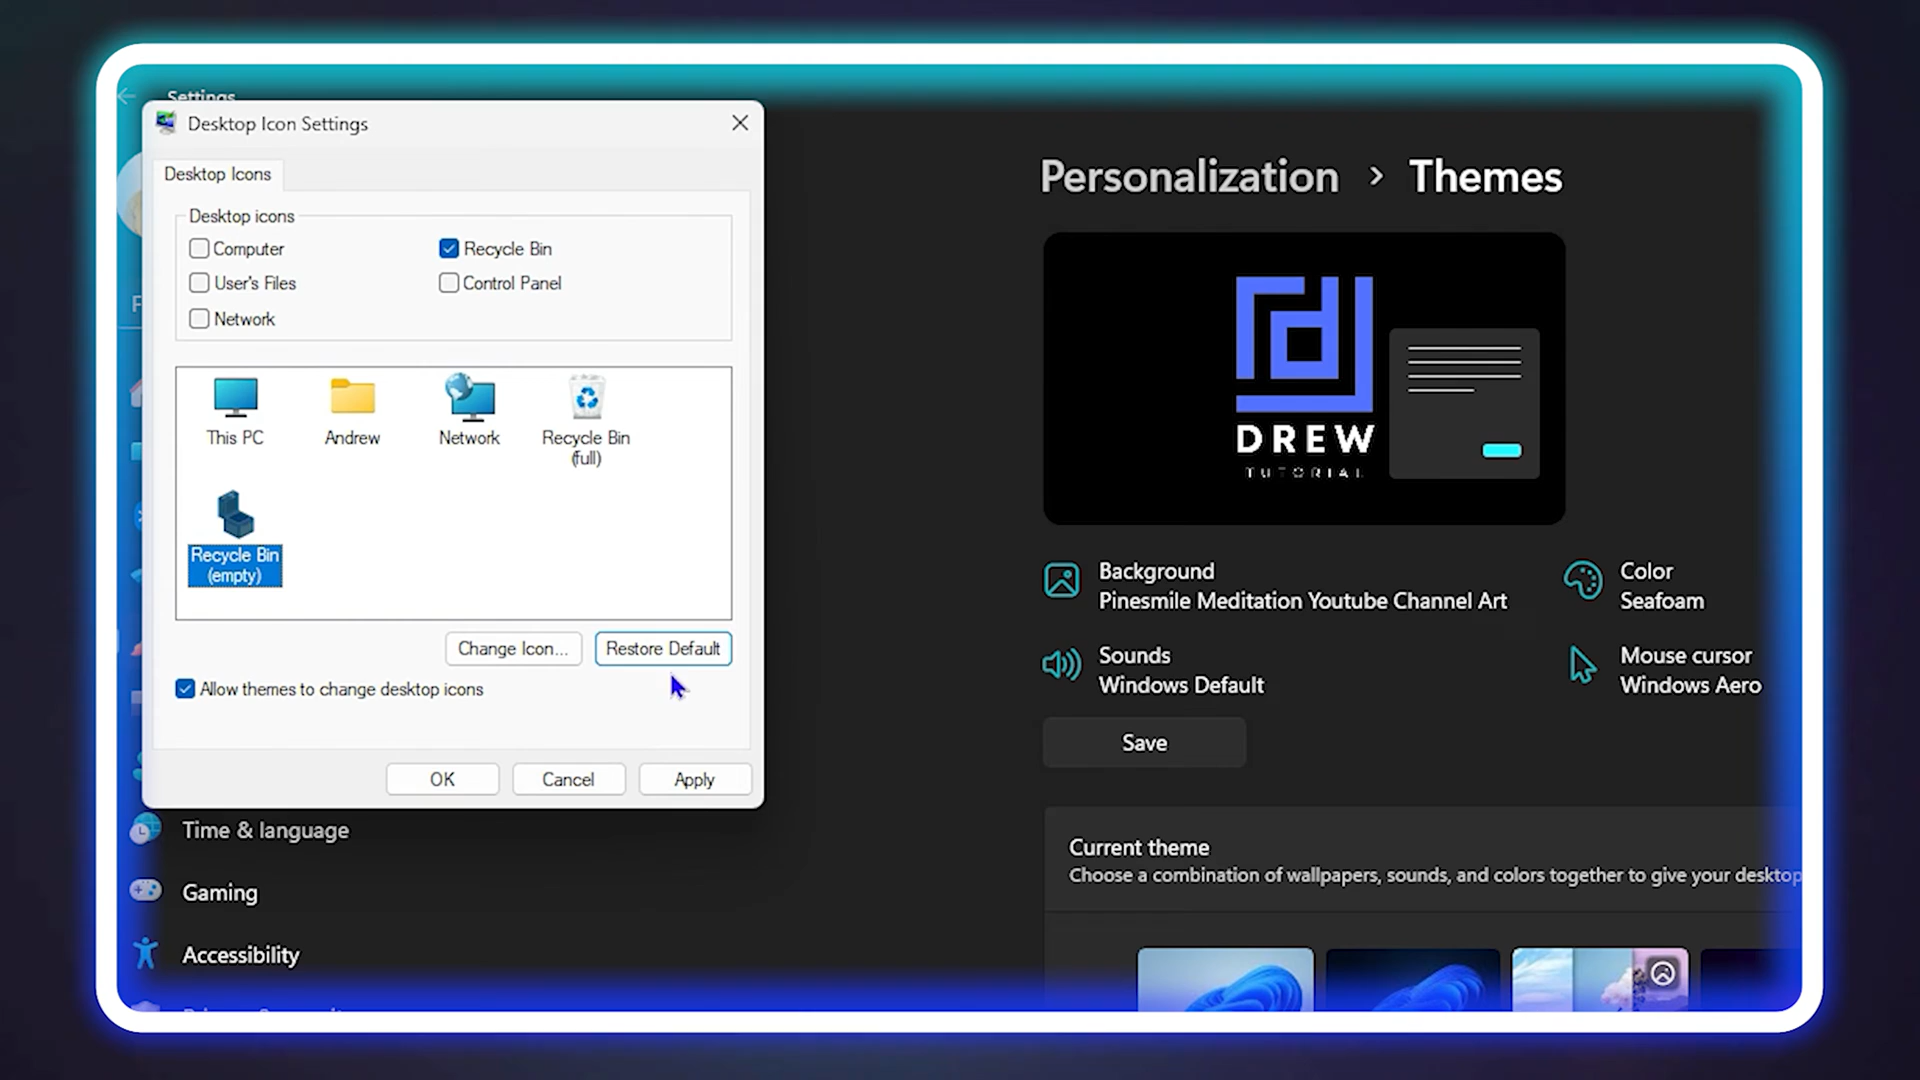 Settings
Desktop Icon Settings
Desktop Icons
Desktop icons
Computer
Recycle Bin
User's Files
Control Panel
Network
This PC
Andrew
Network
Recycle Bin
(full)
Recycle Bin
(empty)
Change Icon...
Restore Default
Allow themes to change desktop icons
OK
Cancel
Apply
Time & language
Gaming
Accessibility
Personalization > Themes
DREW
TUTORIAL
Background
Pinesmile Meditation Youtube Channel Art
Color
Seafoam
Sounds
Windows Default
Mouse cursor
Windows Aero
Save
Current theme
Choose a combination of wallpapers, sounds, and colors together to give your desktop